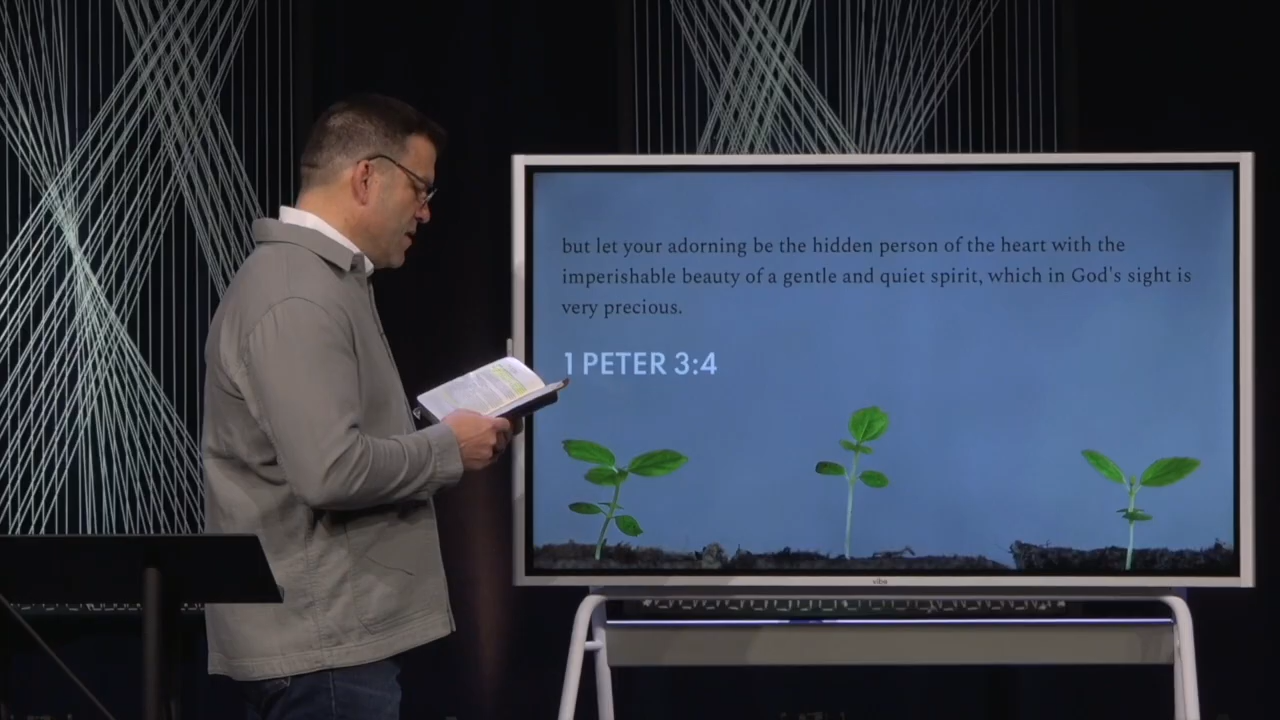 but let your adorning be the hidden person of the heart with the
imperishable beauty of a gentle and quiet spirit, which in God's sight is
very precious.
1 PETER 3:4
vibe